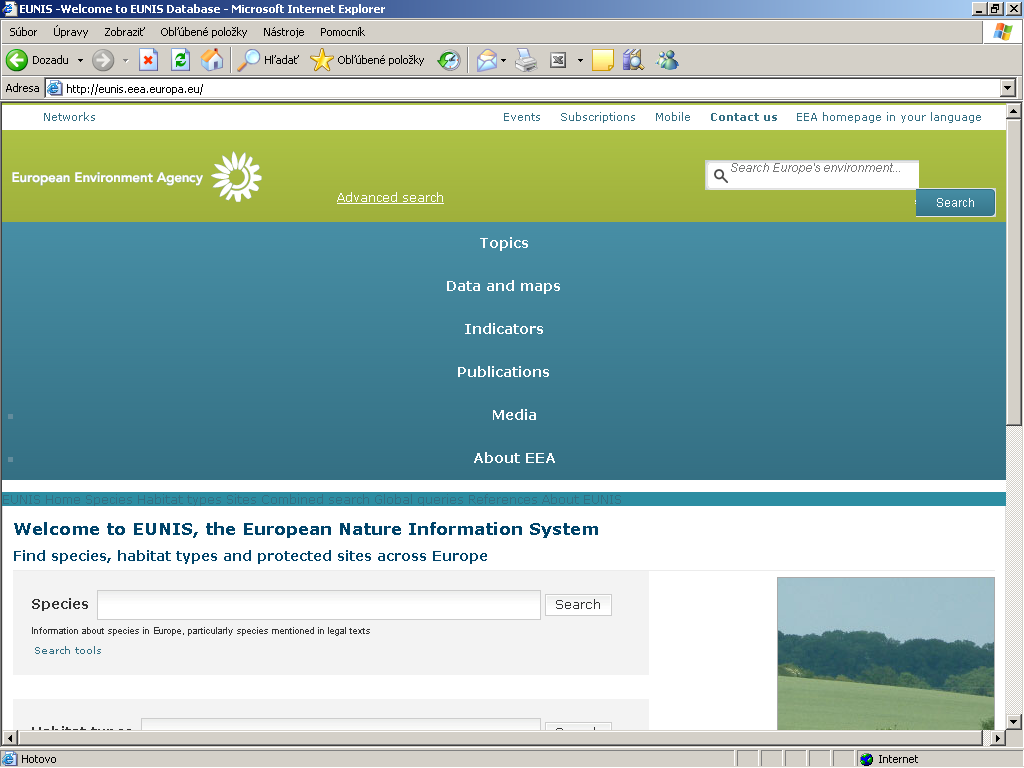 EUNIS -Welcome to EUNIS Database - Microsoft Internet Explorer
Súbor Úpravy Zobraziť Obľúbené položky Nástroje Pomocník
Dozadu Hľadať Obľúbené položky
Adresa http://eunis.eea.europa.eu/
Networks Events Subscriptions Mobile Contact us EEA homepage in your language
European Environment Agency Advanced search Search Europe's environment...
Search
Topics
Data and maps
Indicators
Publications
Media
About EEA
EUNIS Home Species Habitat types Sites Combined search Global queries References About EUNIS
Welcome to EUNIS, the European Nature Information System
Find species, habitat types and protected sites across Europe
Species Search
Information about species in Europe, particularly species mentioned in legal texts
Search tools
Habitat types Search
Hotovo Internet